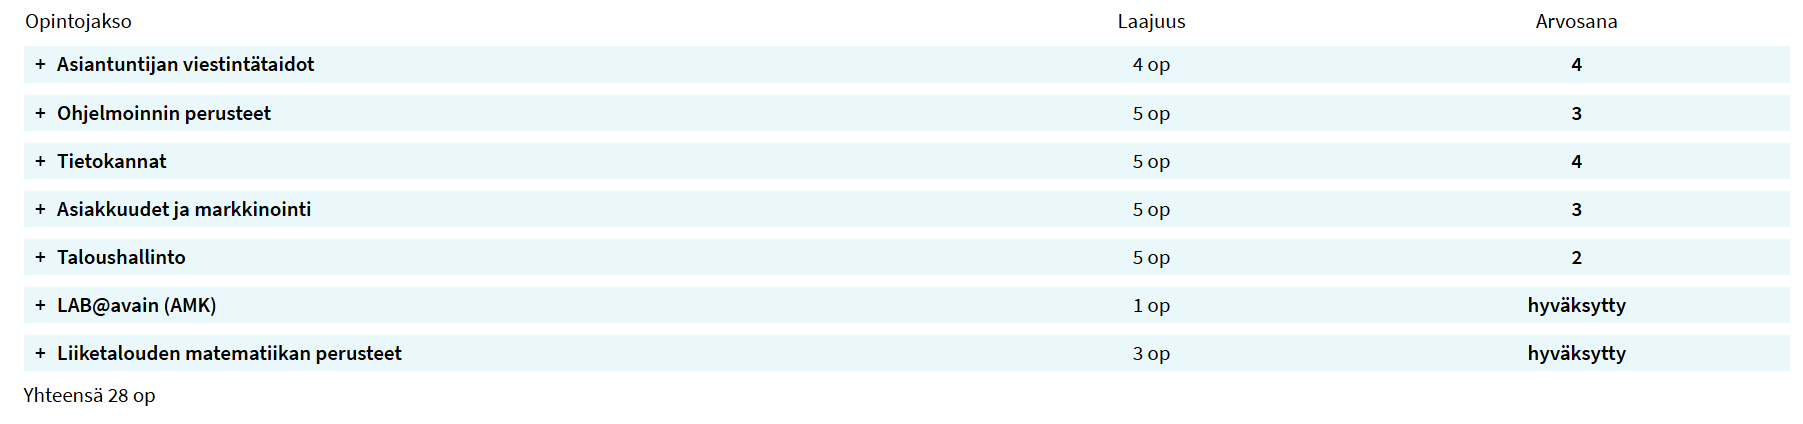 Opintojakso Laajuus Arvosana
+ Asiantuntijan viestintätaidot 4 op 4
+ Ohjelmoinnin perusteet 5 op 3
+ Tietokannat 5 op 4
+ Asiakkuudet ja markkinointi 5 op 3
+ Taloushallinto 5 op 2
+ LAB@avain (AMK) 1 op hyväksytty
+ Liiketalouden matematiikan perusteet 3 op hyväksytty
Yhteensä 28 op